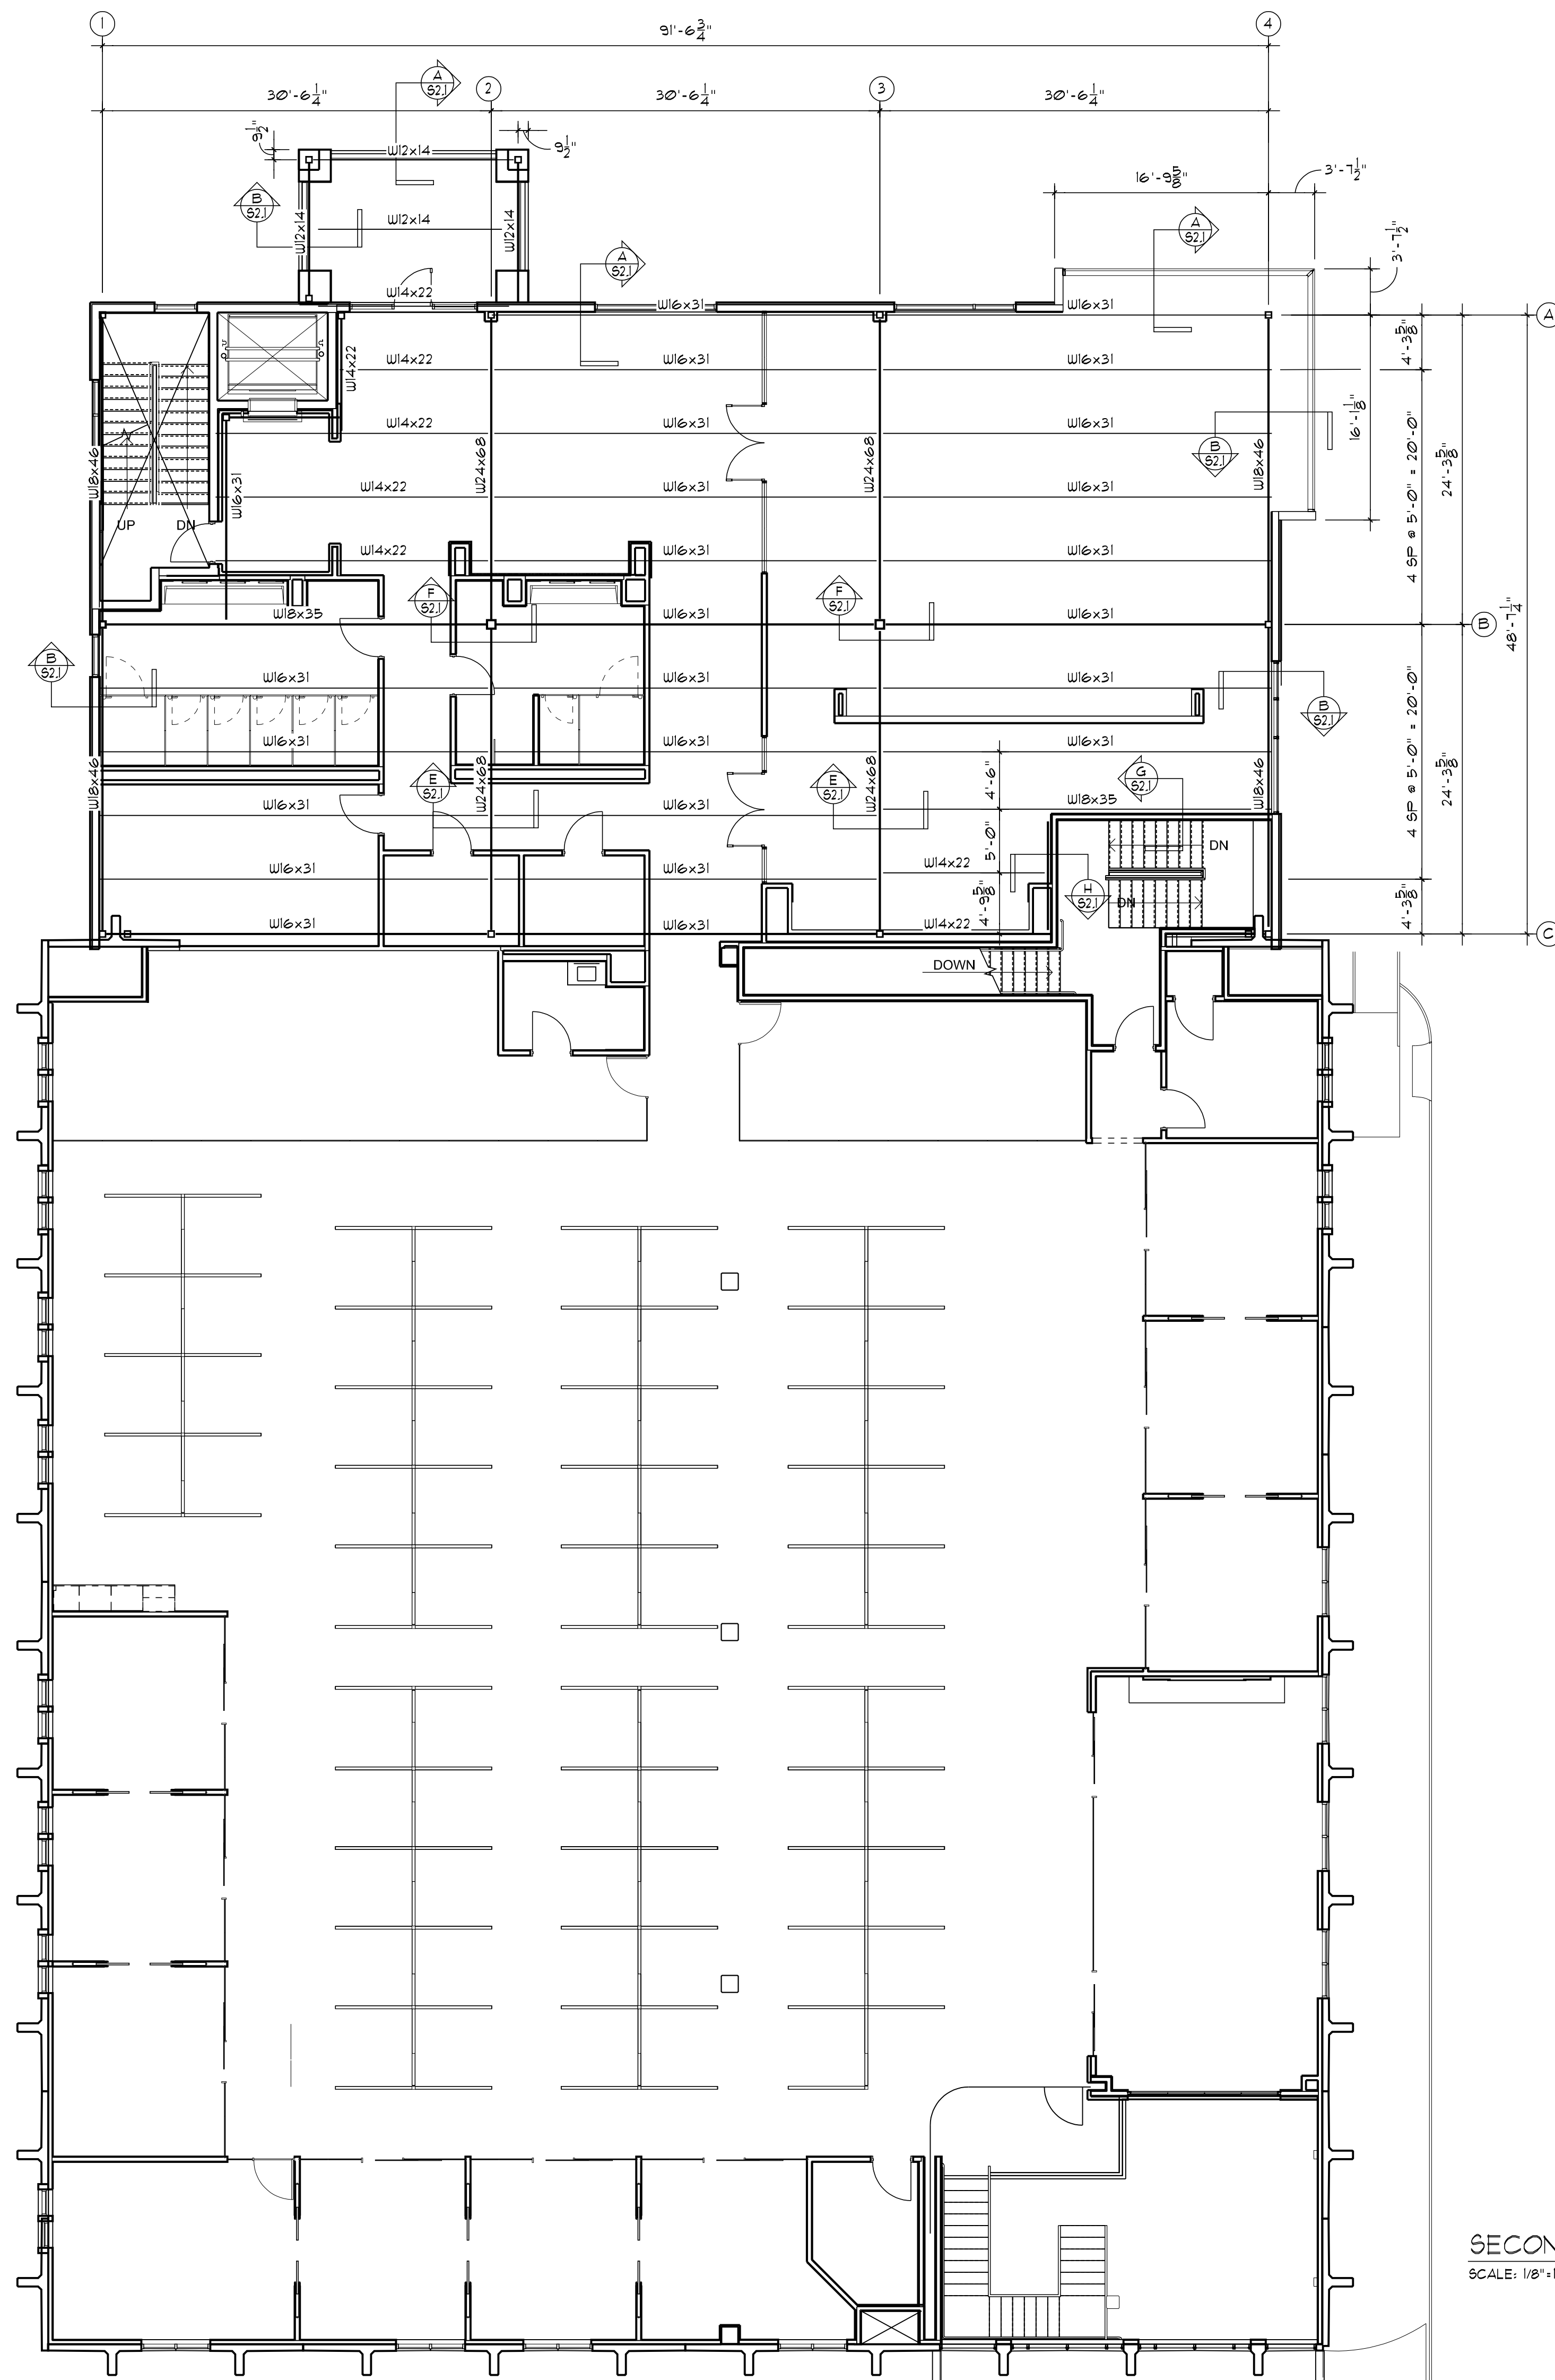 1
4
91'-6 3/4"
2
3
30'-6 1/4"
30'-6 1/4"
30'-6 1/4"
A
S2.1
9 1/2"
9 1/2"
W12x14
16'-9 5/8"
3'-7 1/2"
B
S2.1
W12x14
W12x14
W12x14
A
S2.1
A
S2.1
3'-7 1/2"
W14x22
W16x31
W16x31
A
W14x22
W14x22
W16x31
W16x31
4'-3 5/8"
W14x22
W16x31
W16x31
16'-1 1/8"
B
S2.1
W18x46
W16x31
W24x68
W24x68
W18x46
W14x22
W16x31
W16x31
4 SP @ 5'-0" = 20'-0"
24'-3 5/8"
UP
DN
W14x22
W16x31
W16x31
F
S2.1
F
S2.1
W18x35
W16x31
W16x31
B
48'-7 1/4"
B
S2.1
W16x31
W16x31
W16x31
B
S2.1
W16x31
W16x31
W16x31
W18x46
E
S2.1
W24x68
E
S2.1
W24x68
4'-6"
G
S2.1
W18x46
4 SP @ 5'-0" = 20'-0"
24'-3 5/8"
W16x31
W16x31
W18x35
5'-0"
DN
W16x31
W16x31
W14x22
H
S2.1
DN
4'-9 5/8"
4'-3 5/8"
W16x31
W16x31
W14x22
C
DOWN
SCALE: 1/8"=1